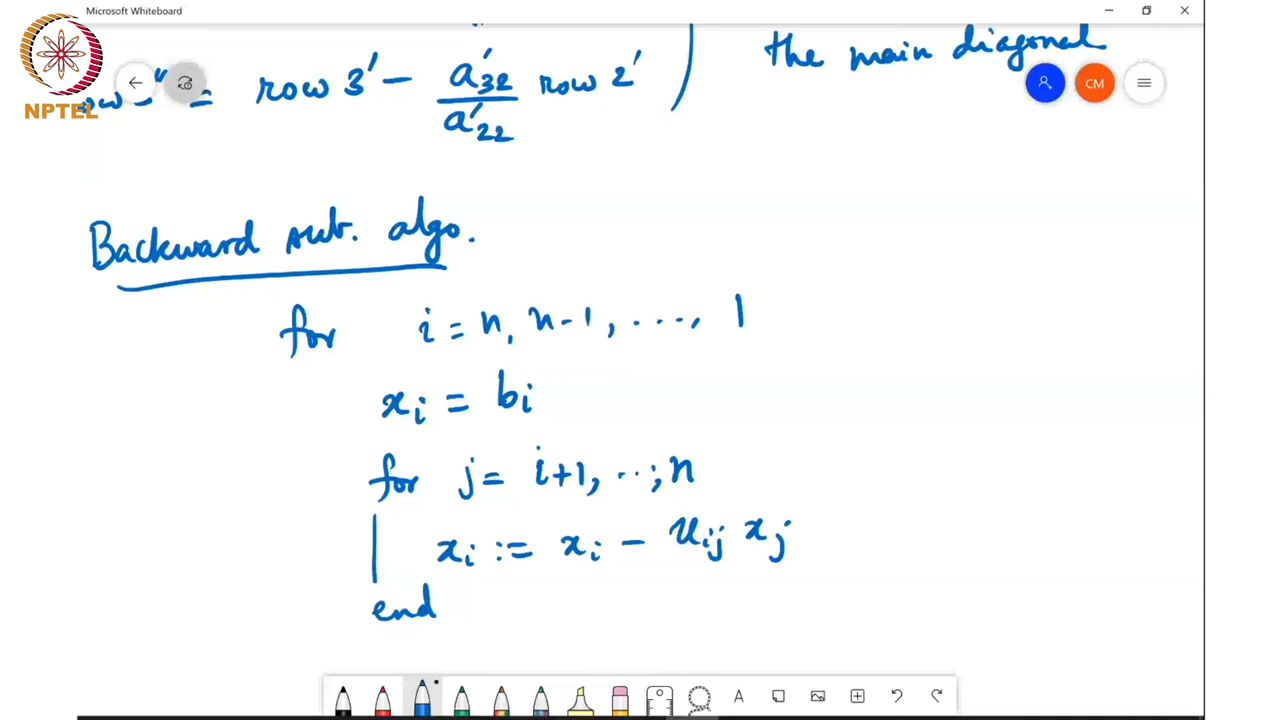 Microsoft Whiteboard
the main diagonal
row 3' - a'32 / a'22 row 2'
CM
NPTEL
Backward sub. algo.
for i = n, n-1, ...., 1
xi = bi
for j = i+1, ..., n
xi := xi - uij xj
end
A